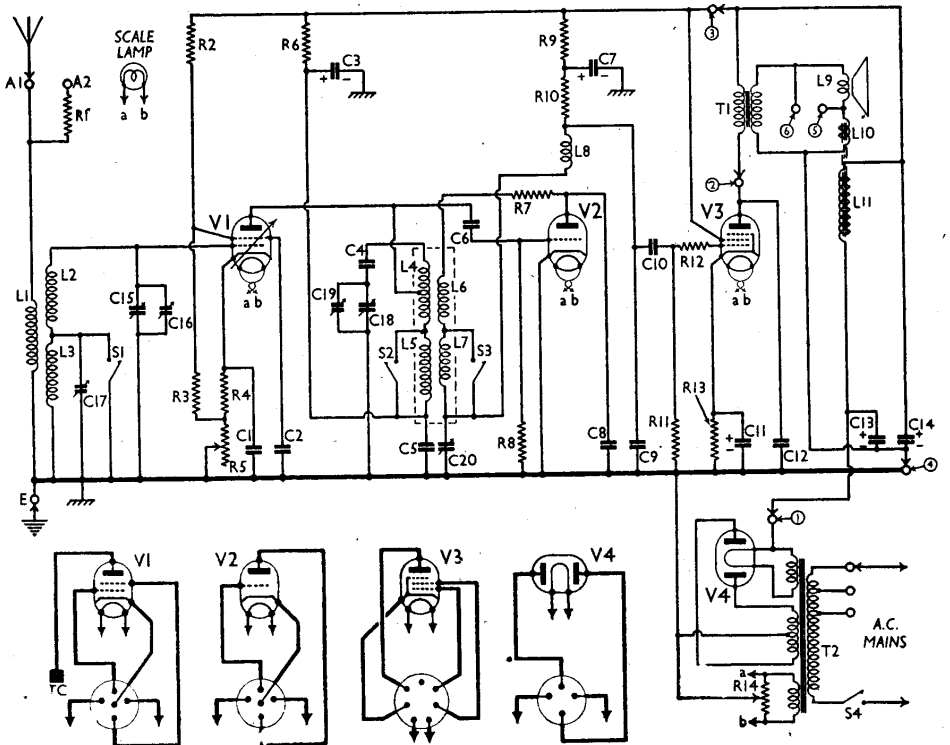 SCALE
LAMP
a b
A1
A2
Rf
R2
R6
C3
+ -
R9
C7
+ -
R10
L8
3
T1
L9
6
5
L10
L11
2
V1
a b
R7
V2
a b
C6
V3
a b
C10
R12
L1
L2
L3
C15
C16
C17
S1
C4
C19
C18
L4
L6
L5
L7
S2
S3
R3
R4
R5
C1
C2
C5
C20
R8
C8
C9
R11
R13
C11
+
-
C12
C13
+
-
C14
+
-
4
E
1
V1
TC
V2
V3
V4
V4
T2
A.C.
MAINS
a
R14
b
S4